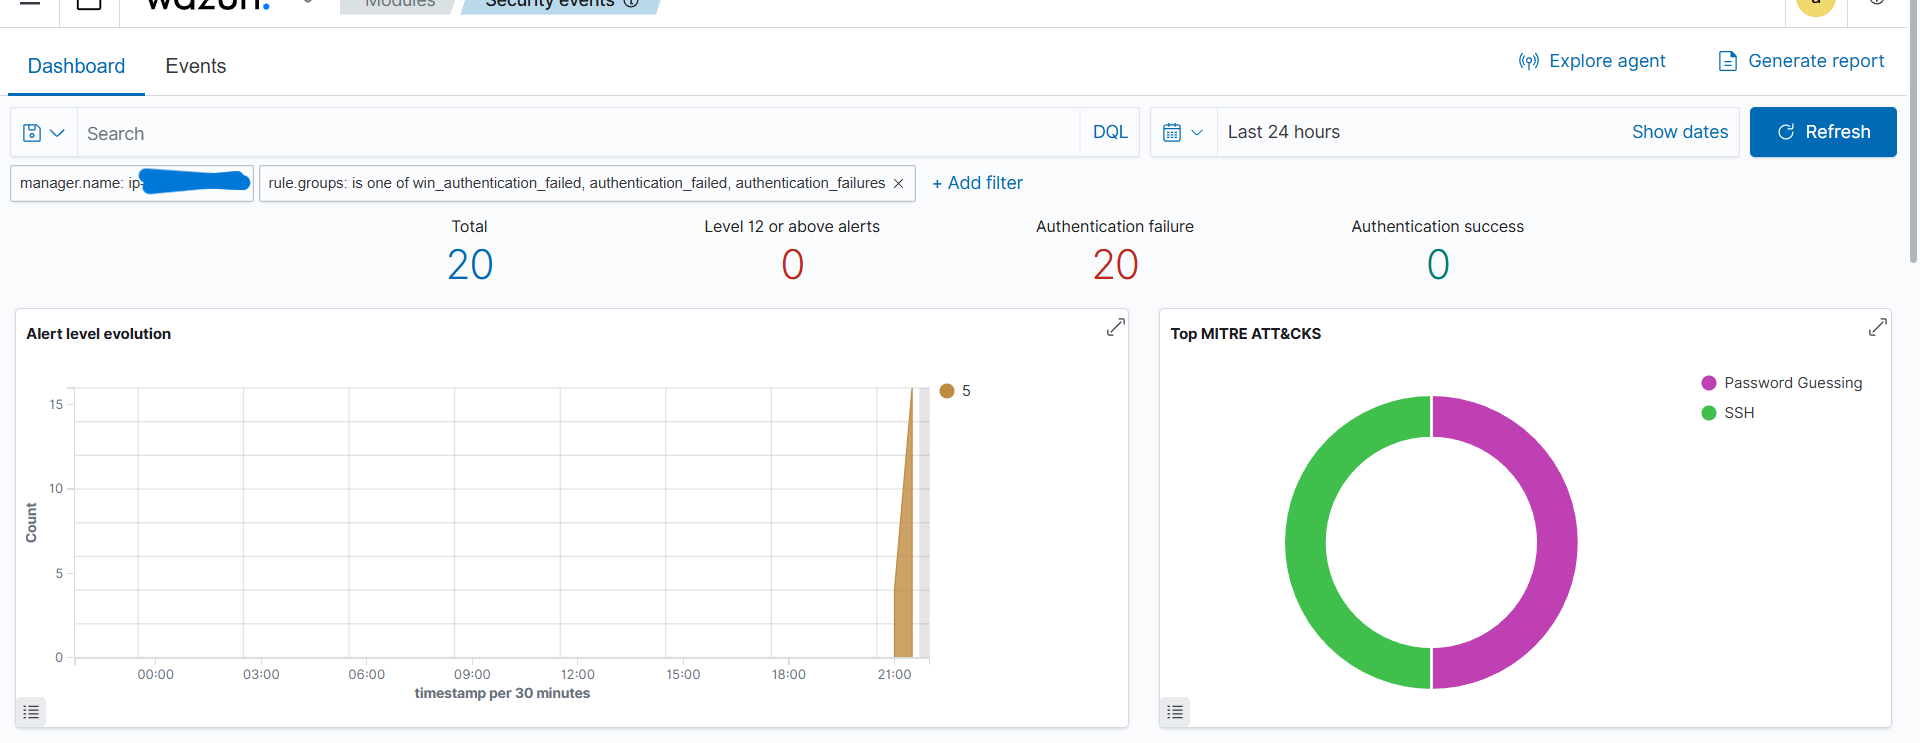 wazuh.
Modules
Security events
a
Dashboard
Events
Explore agent
Generate report
Search
DQL
Last 24 hours
Show dates
Refresh
manager.name: ip-
rule.groups: is one of win_authentication_failed, authentication_failed, authentication_failures ×
+ Add filter
Total
20
Level 12 or above alerts
0
Authentication failure
20
Authentication success
0
Alert level evolution
5
15
10
5
0
Count
00:00
03:00
06:00
09:00
12:00
15:00
18:00
21:00
timestamp per 30 minutes
Top MITRE ATT&CKS
Password Guessing
SSH